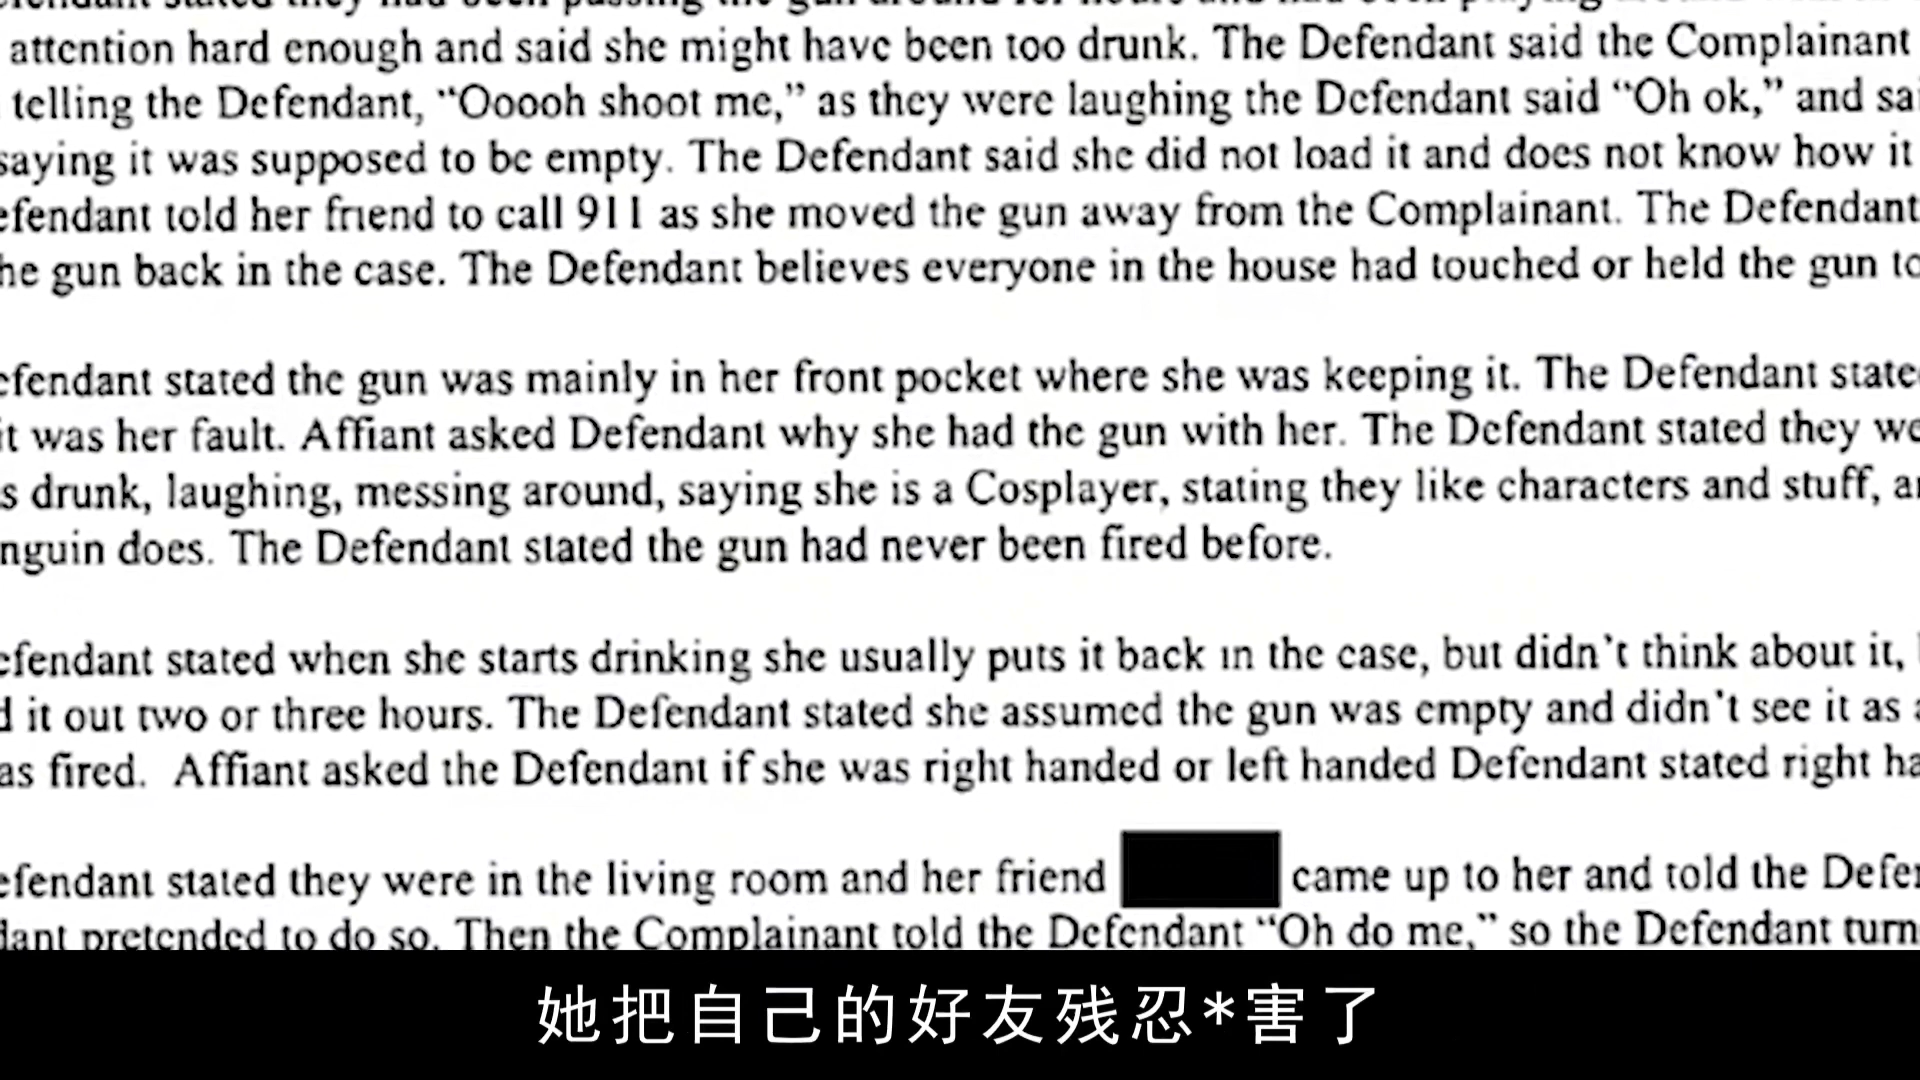 attention hard enough and said she might have been too drunk. The Defendant said the Complainant
telling the Defendant, “Ooooh shoot me,” as they were laughing the Defendant said “Oh ok,” and sai
saying it was supposed to be empty. The Defendant said she did not load it and does not know how it
efendant told her friend to call 911 as she moved the gun away from the Complainant. The Defendant
he gun back in the case. The Defendant believes everyone in the house had touched or held the gun to
efendant stated the gun was mainly in her front pocket where she was keeping it. The Defendant stated
it was her fault. Affiant asked Defendant why she had the gun with her. The Defendant stated they we
s drunk, laughing, messing around, saying she is a Cosplayer, stating they like characters and stuff, an
nguin does. The Defendant stated the gun had never been fired before.
efendant stated when she starts drinking she usually puts it back in the case, but didn’t think about it,
d it out two or three hours. The Defendant stated she assumed the gun was empty and didn’t see it as a
as fired. Affiant asked the Defendant if she was right handed or left handed Defendant stated right ha
efendant stated they were in the living room and her friend came up to her and told the Defen
dant pretended to do so. Then the Complainant told the Defendant “Oh do me,” so the Defendant turn
她把自己的好友残忍*害了